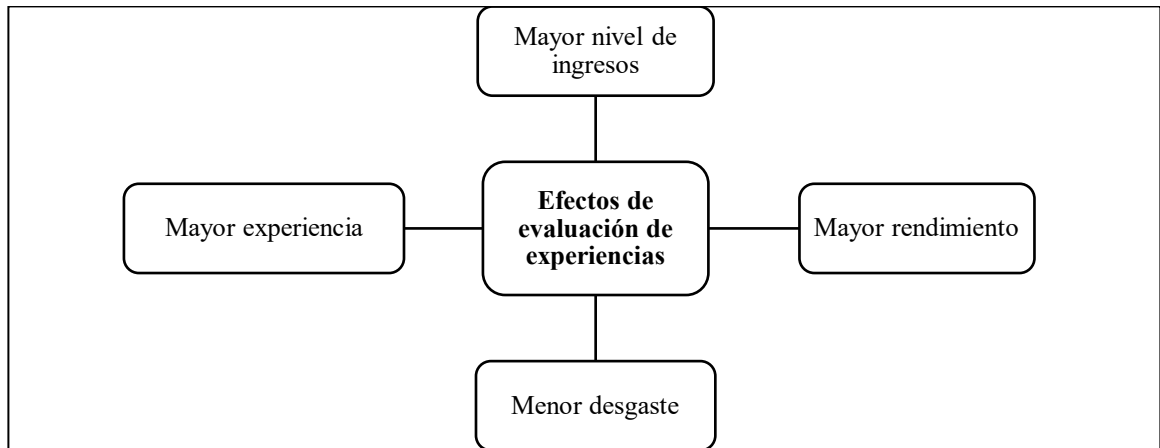 Mayor nivel de
ingresos
Mayor experiencia
Efectos de
evaluación de
experiencias
Mayor rendimiento
Menor desgaste